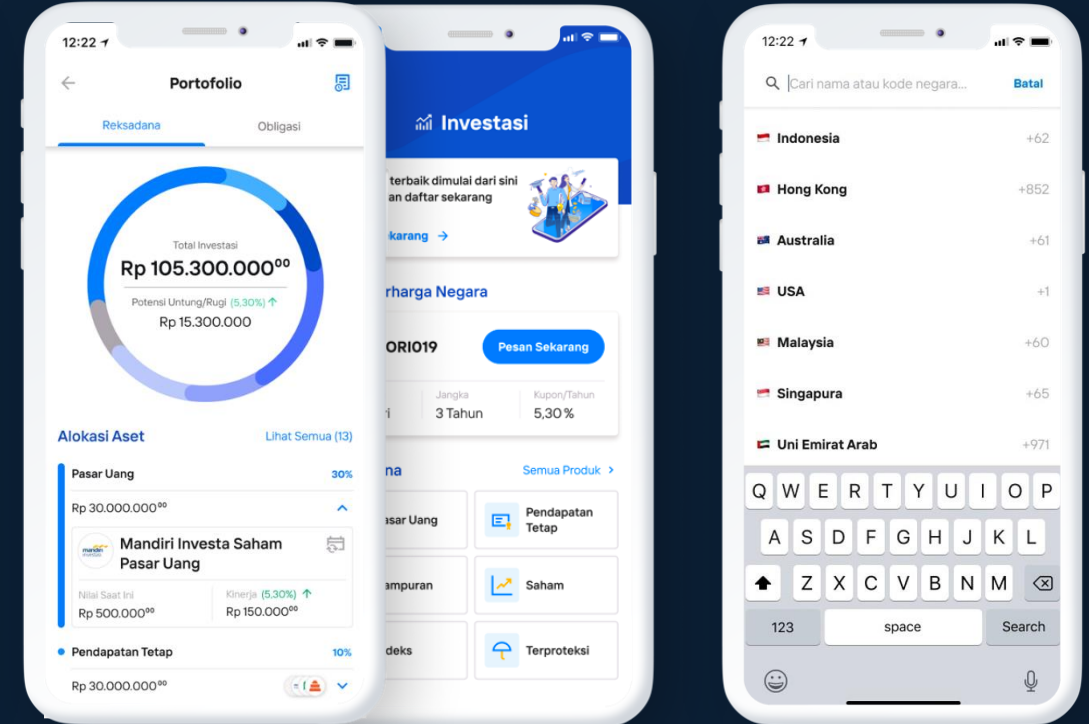 12:22
Portofolio
Reksadana
Obligasi
Total Investasi
Rp 105.300.000⁰⁰
Potensi Untung/Rugi (5,30%) ↑
Rp 15.300.000
Alokasi Aset
Lihat Semua (13)
Pasar Uang
30%
Rp 30.000.000⁰⁰
mandiri
investasi
Mandiri Investa Saham
Pasar Uang
Nilai Saat Ini
Rp 500.000⁰⁰
Kinerja (5,30%) ↑
Rp 150.000⁰⁰
Pendapatan Tetap
10%
Rp 30.000.000⁰⁰
Investasi
terbaik dimulai dari sini
an daftar sekarang
karang →
rharga Negara
ORI019
Pesan Sekarang
Jangka
3 Tahun
Kupon/Tahun
5,30 %
na
Semua Produk >
asar Uang
Pendapatan
Tetap
ampuran
Saham
deks
Terproteksi
12:22
Cari nama atau kode negara...
Batal
Indonesia +62
Hong Kong +852
Australia +61
USA +1
Malaysia +60
Singapura +65
Uni Emirat Arab +971
Q W E R T Y U I O P
A S D F G H J K L
Z X C V B N M
123 space Search